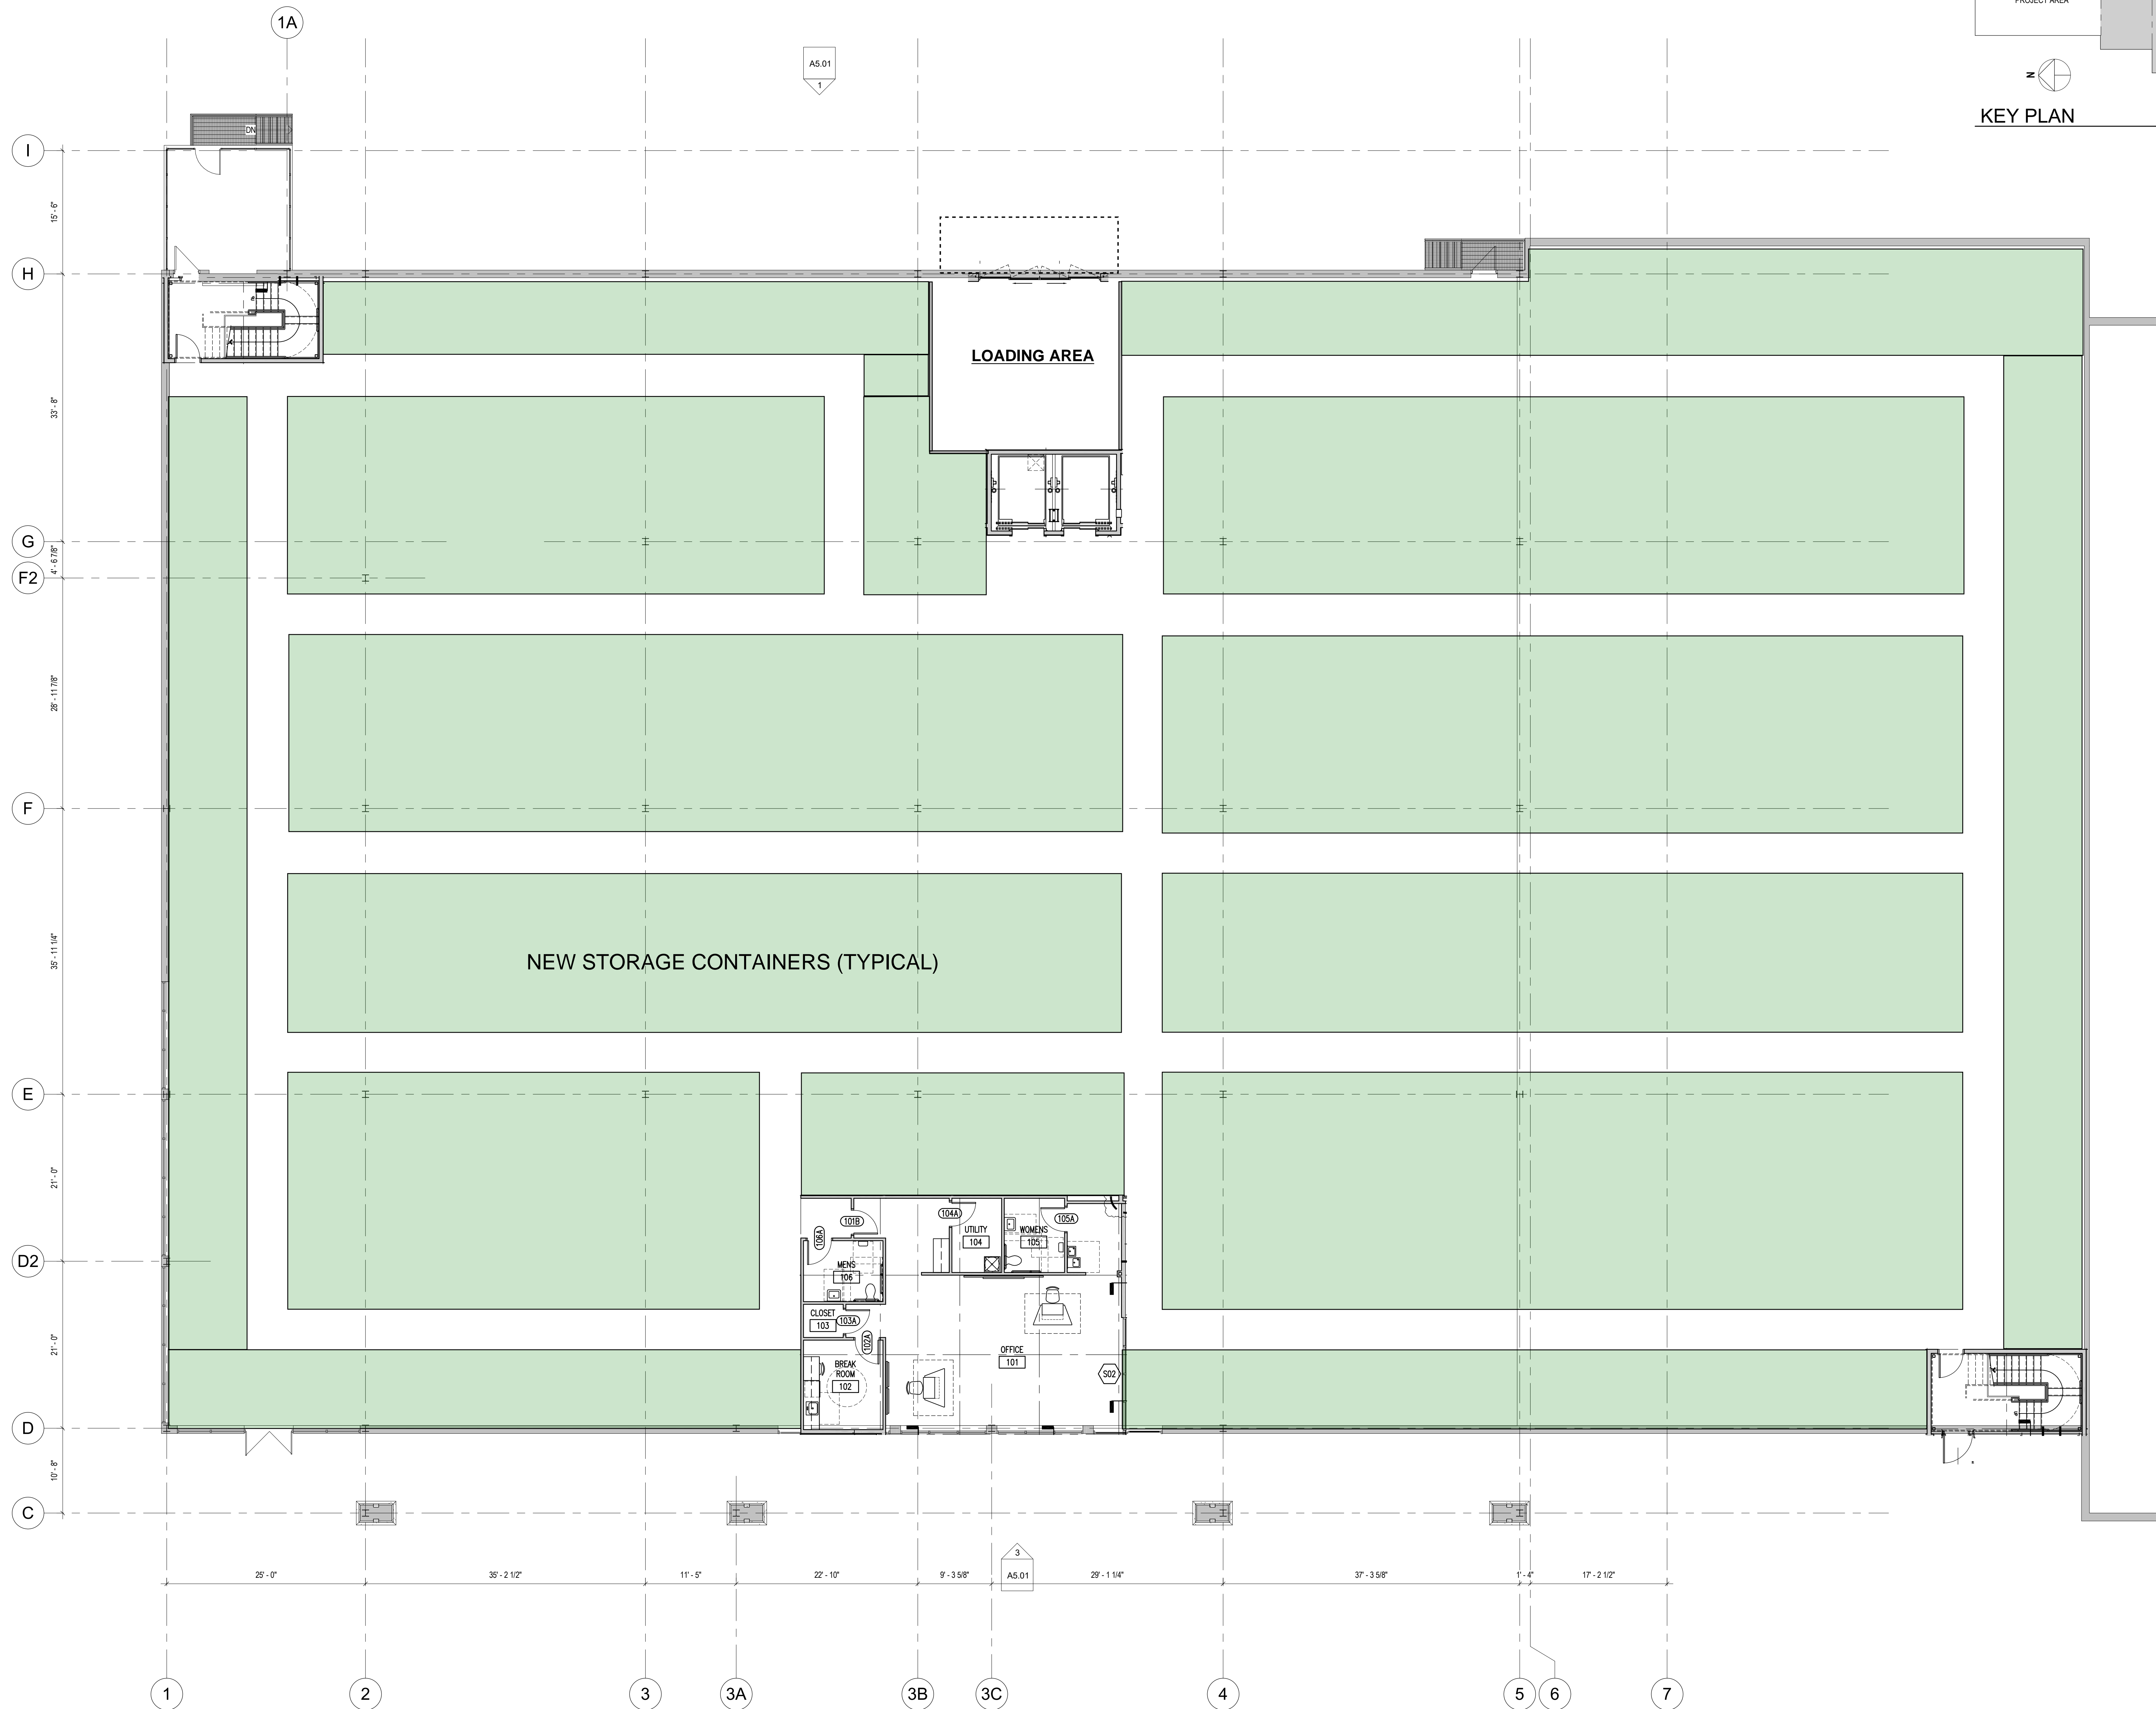 PROJECT AREA
1A
A5.01
1
N
KEY PLAN
DN
I
15' - 6"
H
LOADING AREA
33' - 8"
G
4' - 6 7/8"
F2
28' - 11 7/8"
F
35' - 11 1/4"
NEW STORAGE CONTAINERS (TYPICAL)
E
21' - 0"
101B
104A
105A
106A
UTILITY
104
WOMENS
105
D2
MENS
106
CLOSET
103
103A
102A
21' - 0"
OFFICE
101
BREAK
ROOM
102
S02
D
10' - 8"
C
3
A5.01
25' - 0"
35' - 2 1/2"
11' - 5"
22' - 10"
9' - 3 5/8"
29' - 1 1/4"
37' - 3 5/8"
1' - 4"
17' - 2 1/2"
1
2
3
3A
3B
3C
4
5
6
7